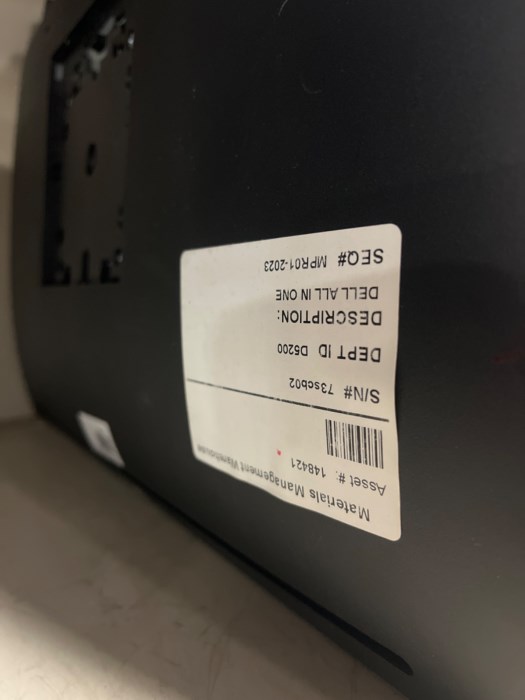 Materials Management Warehouse
Asset #: 148421
S/N# 73scb02
DEPT ID D5200
DESCRIPTION:
DELL ALL IN ONE
SEQ# MPR01-2023